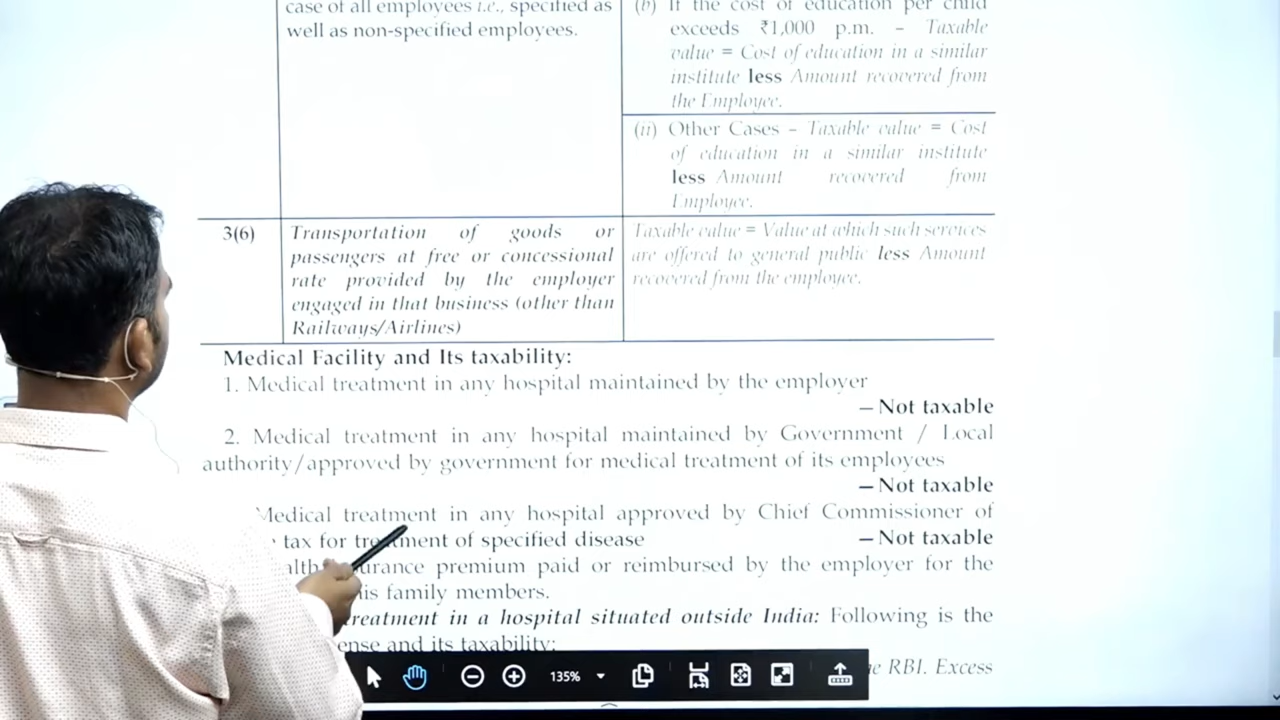 case of all employees i.e., specified as
well as non-specified employees.
(b) If the cost of education per child
exceeds ₹1,000 p.m. – Taxable
value = Cost of education in a similar
institute less Amount recovered from
the Employee.
(ii) Other Cases – Taxable value = Cost
of education in a similar institute
less Amount recovered from
Employee.
3(6)
Transportation of goods or
passengers at free or concessional
rate provided by the employer
engaged in that business (other than
Railways/Airlines)
Taxable value = Value at which such services
are offered to general public less Amount
recovered from the employee.
Medical Facility and Its taxability:
1. Medical treatment in any hospital maintained by the employer
– Not taxable
2. Medical treatment in any hospital maintained by Government / Local
authority/approved by government for medical treatment of its employees
– Not taxable
Medical treatment in any hospital approved by Chief Commissioner of
tax for treatment of specified disease – Not taxable
premium paid or reimbursed by the employer for the
family members.
treatment in a hospital situated outside India: Following is the
and its taxability:
RBI. Excess
135%